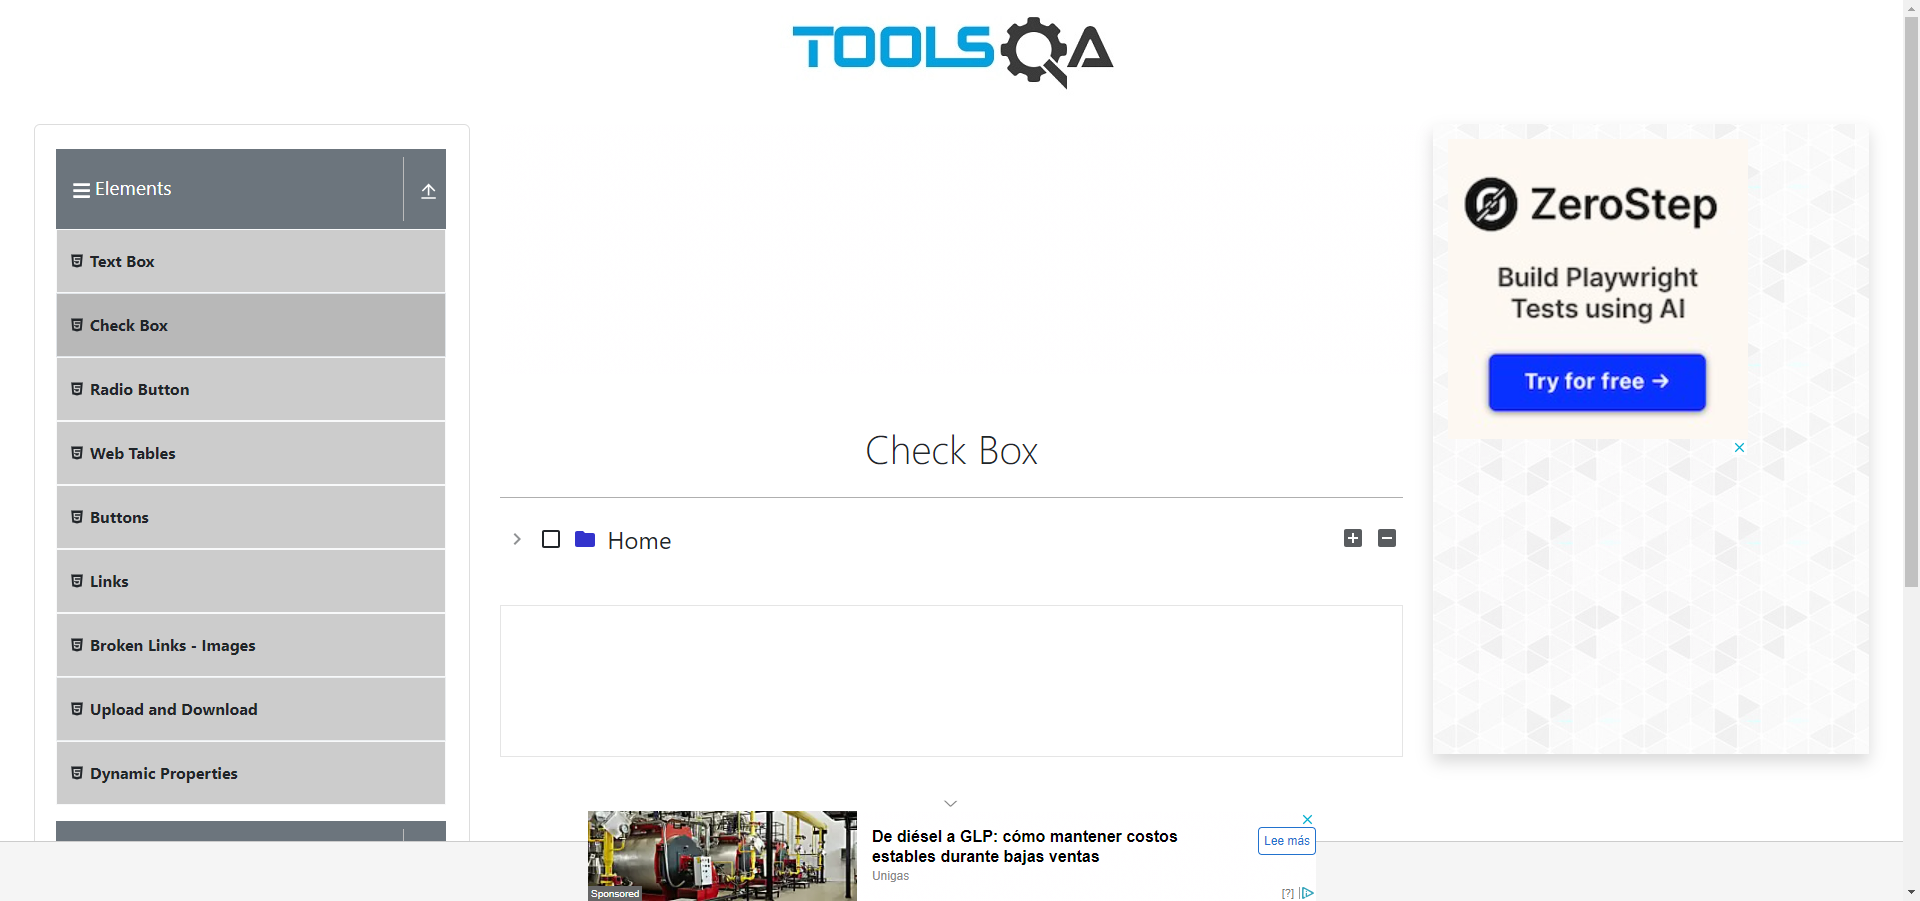 TOOLSQA
Elements
Text Box
Check Box
Radio Button
Web Tables
Buttons
Links
Broken Links - Images
Upload and Download
Dynamic Properties
Check Box
Home
ZeroStep
Build Playwright
Tests using AI
Try for free →
De diésel a GLP: cómo mantener costos
estables durante bajas ventas
Unigas
Lee más
Sponsored
[?]